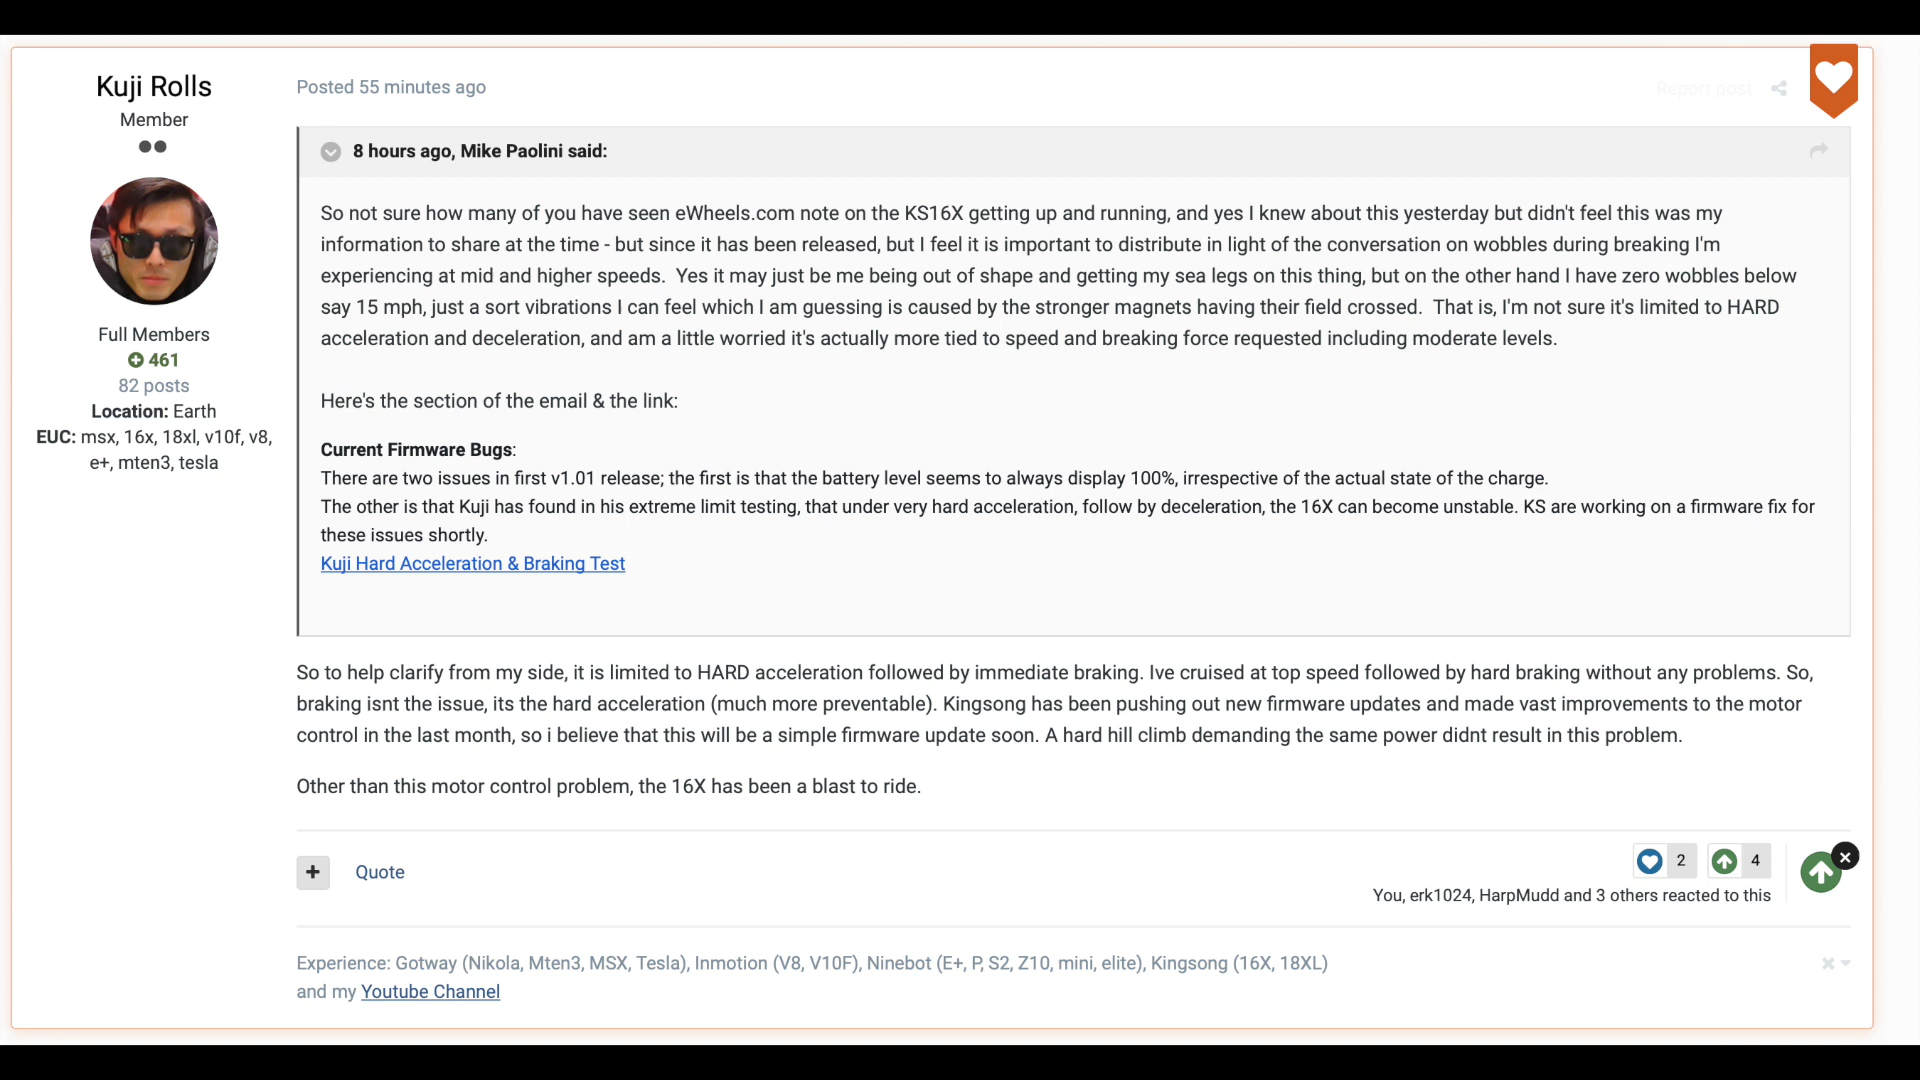 Kuji Rolls
Member
Full Members
461
82 posts
Location: Earth
EUC: msx, 16x, 18xl, v10f, v8,
e+, mten3, tesla
Posted 55 minutes ago
Report post
8 hours ago, Mike Paolini said:
So not sure how many of you have seen eWheels.com note on the KS16X getting up and running, and yes I knew about this yesterday but didn't feel this was my
information to share at the time - but since it has been released, but I feel it is important to distribute in light of the conversation on wobbles during breaking I'm
experiencing at mid and higher speeds.  Yes it may just be me being out of shape and getting my sea legs on this thing, but on the other hand I have zero wobbles below
say 15 mph, just a sort vibrations I can feel which I am guessing is caused by the stronger magnets having their field crossed.  That is, I'm not sure it's limited to HARD
acceleration and deceleration, and am a little worried it's actually more tied to speed and breaking force requested including moderate levels.
Here's the section of the email & the link:
Current Firmware Bugs:
There are two issues in first v1.01 release; the first is that the battery level seems to always display 100%, irrespective of the actual state of the charge.
The other is that Kuji has found in his extreme limit testing, that under very hard acceleration, follow by deceleration, the 16X can become unstable. KS are working on a firmware fix for
these issues shortly.
Kuji Hard Acceleration & Braking Test
So to help clarify from my side, it is limited to HARD acceleration followed by immediate braking. Ive cruised at top speed followed by hard braking without any problems. So,
braking isnt the issue, its the hard acceleration (much more preventable). Kingsong has been pushing out new firmware updates and made vast improvements to the motor
control in the last month, so i believe that this will be a simple firmware update soon. A hard hill climb demanding the same power didnt result in this problem.
Other than this motor control problem, the 16X has been a blast to ride.
+ Quote
2 4
You, erk1024, HarpMudd and 3 others reacted to this
Experience: Gotway (Nikola, Mten3, MSX, Tesla), Inmotion (V8, V10F), Ninebot (E+, P, S2, Z10, mini, elite), Kingsong (16X, 18XL)
and my Youtube Channel